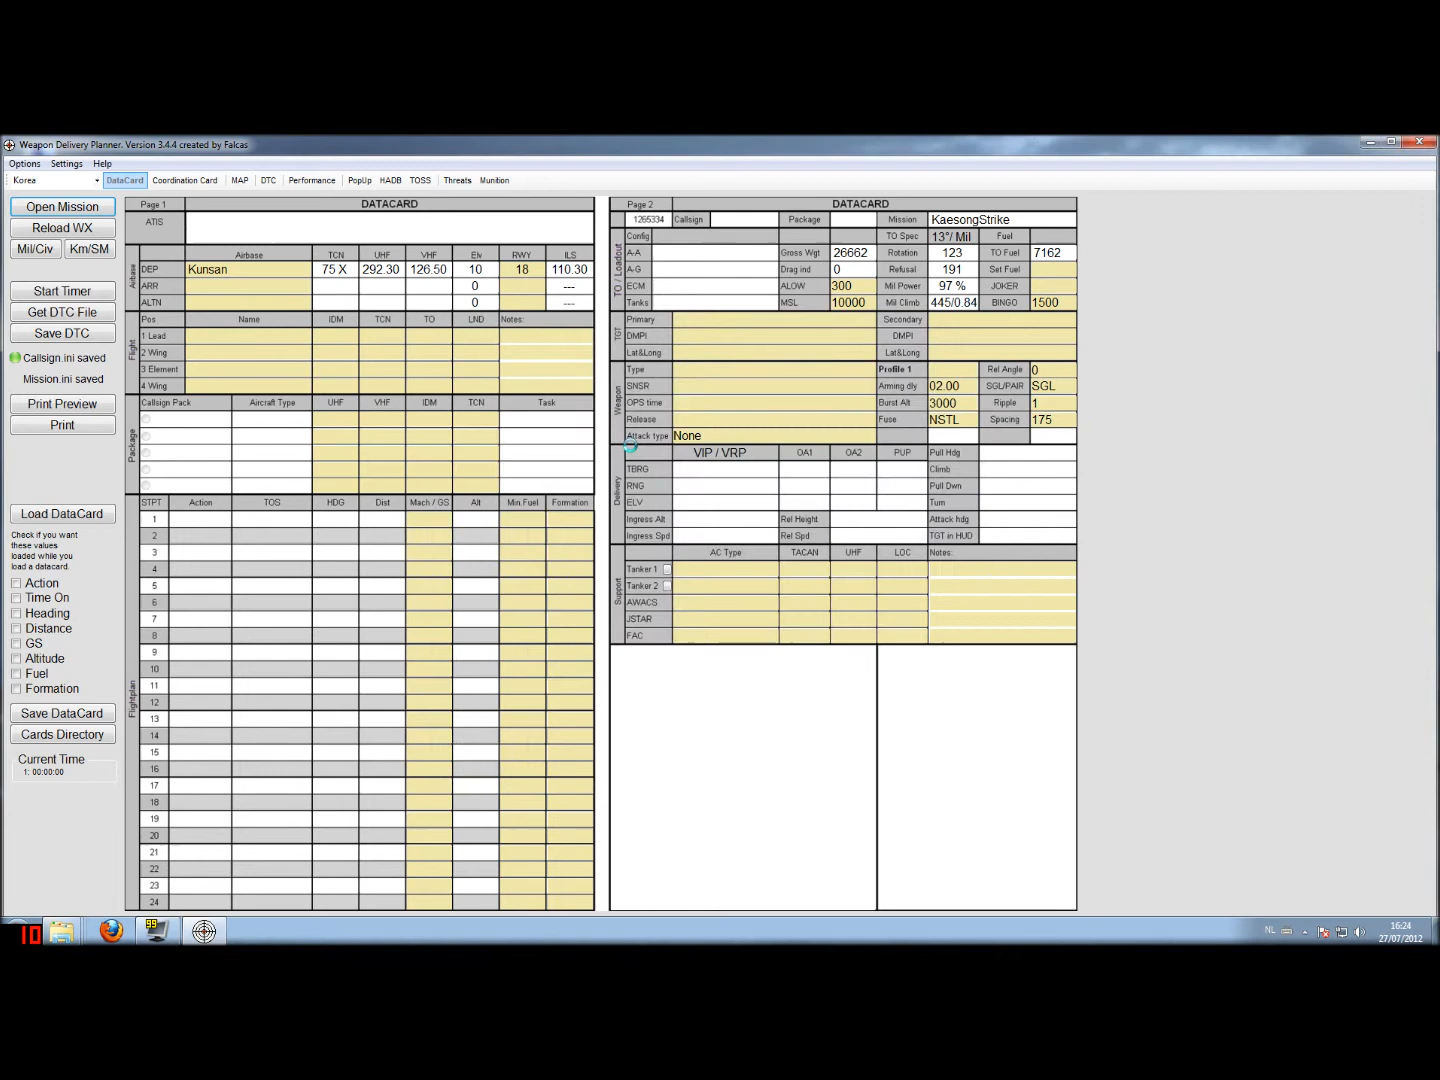 Weapon Delivery Planner. Version 3.4.4 created by Falcas
Options Settings Help
Korea DataCard Coordination Card MAP DTC Performance PopUp HADB TOSS Threats Munition
Open Mission
Reload WX
Mil/Civ Km/SM
Start Timer
Get DTC File
Save DTC
Callsign.ini saved
Mission.ini saved
Print Preview
Print
Load DataCard
Check if you want
these values
loaded while you
load a datacard.
Action
Time On
Heading
Distance
GS
Altitude
Fuel
Formation
Save DataCard
Cards Directory
Current Time
1: 00:00:00
Page 1 DATACARD
ATIS
Airbase
Airbase TCN UHF VHF RWY ILS
DEP Kunsan 75 X 292.30 126.50 10 18 110.30
ARR 0 ---
ALTN 0 ---
Flight
Pos Name IDM TCN TO LND Notes:
1 Lead
2 Wing
3 Element
4 Wing
Package
Callsign Pack Aircraft Type UHF VHF IDM TCN Task
Flightplan
STPT Action TOS HDG Dist Mach / GS Alt Min.Fuel Formation
1
2
3
4
5
6
7
8
9
10
11
12
13
14
15
16
17
18
19
20
21
22
23
24
Page 2 DATACARD
1265334 Callsign Package Mission KaesongStrike
TO / Loadout
Config TO Spec 13°/ Mil Fuel
A-A Gross Wgt 26662 Rotation 123 TO Fuel 7162
A-G Drag ind 0 Refusal 191 Set Fuel
ECM ALOW 300 Mil Power 97 % JOKER
Tanks MSL 10000 Mil Climb 445/0.84 BINGO 1500
TGT
Primary Secondary
DMPI DMPI
Lat&Long Lat&Long
Weapon
Type Profile 1 Rel Angle 0
SNSR Arming dly 02.00 SGL/PAIR SGL
OPS time Burst Alt 3000 Ripple 1
Release Fuse NSTL Spacing 175
Attack type None
Delivery
VIP / VRP OA1 OA2 PUP Pull Hdg
TBRG Climb
RNG Pull Dwn
ELV Turn
Ingress Alt Rel Height Attack hdg
Ingress Spd Rel Spd TGT in HUD
Support
AC Type TACAN UHF LOC Notes:
Tanker 1
Tanker 2
AWACS
JSTAR
FAC
10
99
NL
16:24
27/07/2012